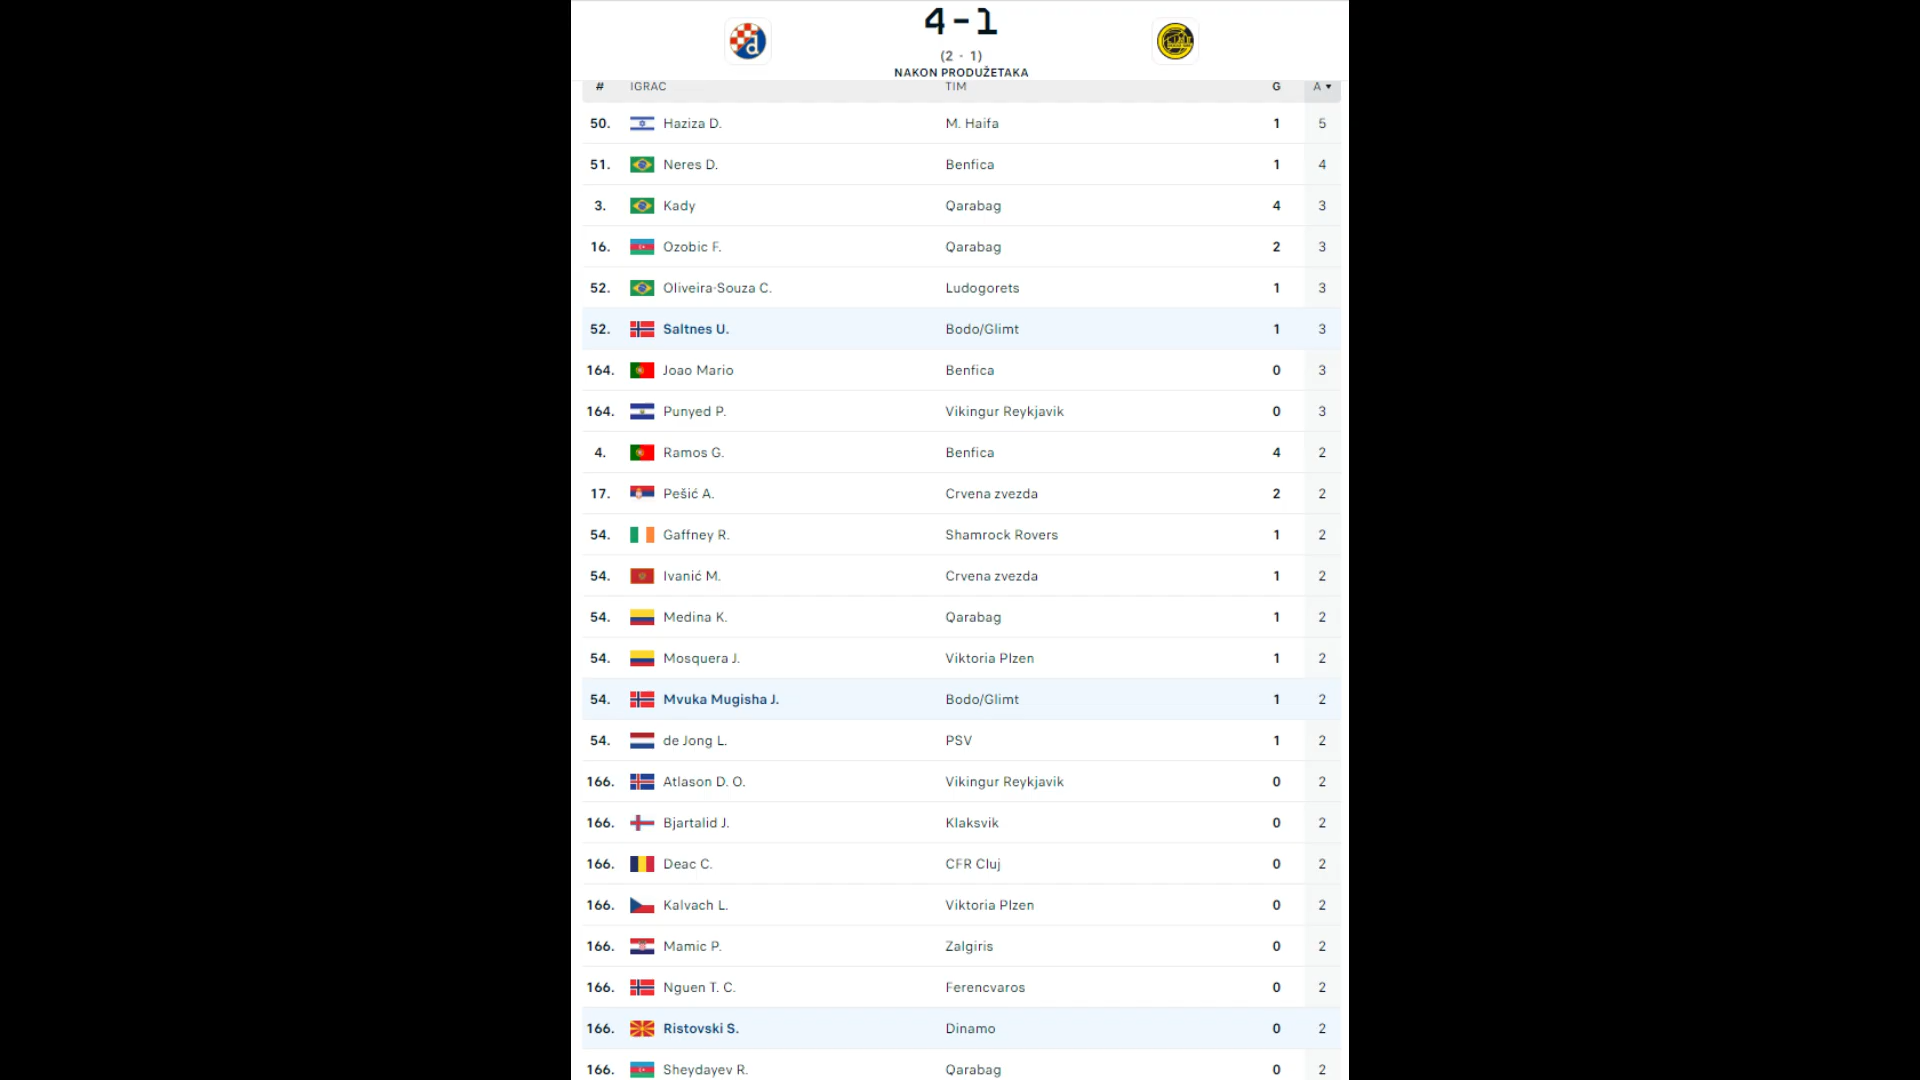 4 - 1
(2 - 1)
NAKON PRODUŽETAKA
# IGRAC TIM G A ▼
50. Haziza D. M. Haifa 1 5
51. Neres D. Benfica 1 4
3. Kady Qarabag 4 3
16. Ozobic F. Qarabag 2 3
52. Oliveira-Souza C. Ludogorets 1 3
52. Saltnes U. Bodo/Glimt 1 3
164. Joao Mario Benfica 0 3
164. Punyed P. Vikingur Reykjavik 0 3
4. Ramos G. Benfica 4 2
17. Pešić A. Crvena zvezda 2 2
54. Gaffney R. Shamrock Rovers 1 2
54. Ivanić M. Crvena zvezda 1 2
54. Medina K. Qarabag 1 2
54. Mosquera J. Viktoria Plzen 1 2
54. Mvuka Mugisha J. Bodo/Glimt 1 2
54. de Jong L. PSV 1 2
166. Atlason D. O. Vikingur Reykjavik 0 2
166. Bjartalid J. Klaksvik 0 2
166. Deac C. CFR Cluj 0 2
166. Kalvach L. Viktoria Plzen 0 2
166. Mamic P. Zalgiris 0 2
166. Nguen T. C. Ferencvaros 0 2
166. Ristovski S. Dinamo 0 2
166. Sheydayev R. Qarabag 0 2